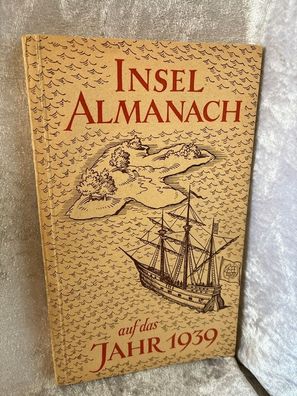 INSEL
ALMANACH
auf das
JAHR 1939